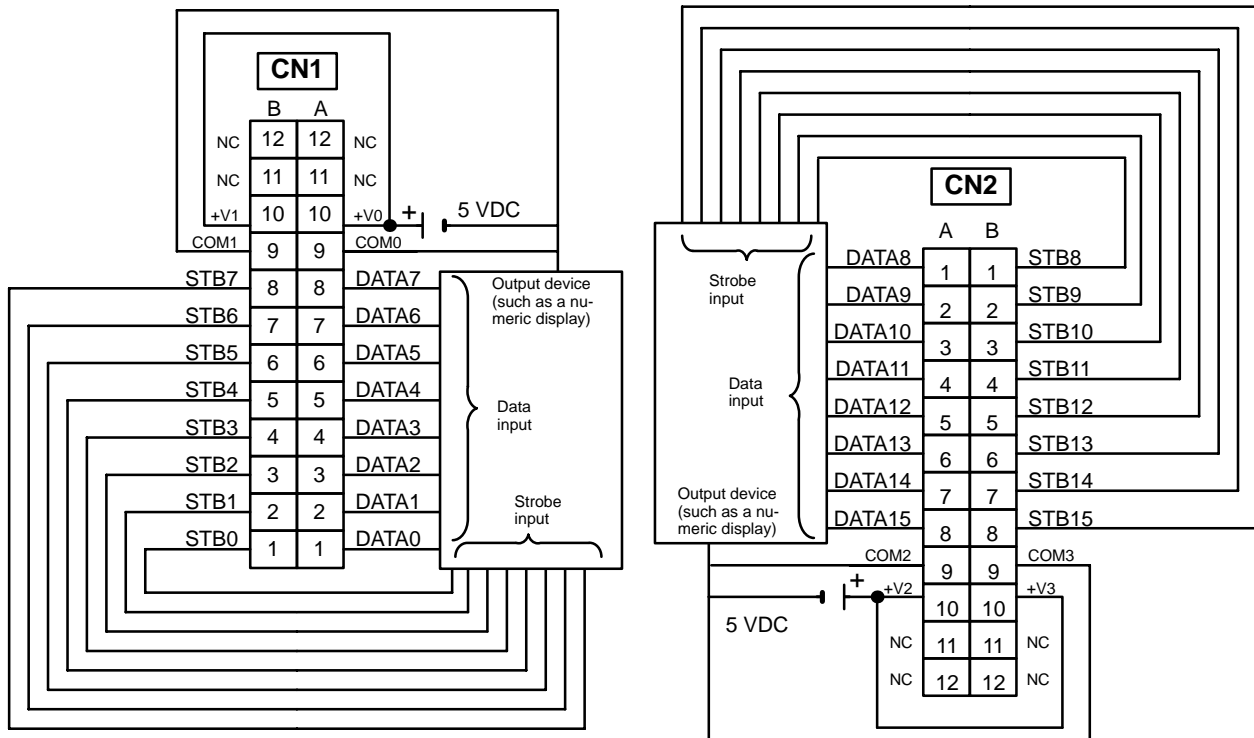 CN1
B A
NC 12 12 NC
NC 11 11 NC
+V1 10 10 +V0 + 5 VDC
COM1 9 9 COM0
STB7 8 8 DATA7
STB6 7 7 DATA6
STB5 6 6 DATA5
STB4 5 5 DATA4
STB3 4 4 DATA3
STB2 3 3 DATA2
STB1 2 2 DATA1
STB0 1 1 DATA0
Output device
(such as a nu-
meric display)
Data
input
Strobe
input
CN2
A B
Strobe
input
DATA8 1 1 STB8
DATA9 2 2 STB9
DATA10 3 3 STB10
DATA11 4 4 STB11
DATA12 5 5 STB12
DATA13 6 6 STB13
DATA14 7 7 STB14
DATA15 8 8 STB15
Data
input
Output device
(such as a nu-
meric display)
COM2 9 9 COM3
+ +V2 10 10 +V3
5 VDC
NC 11 11 NC
NC 12 12 NC